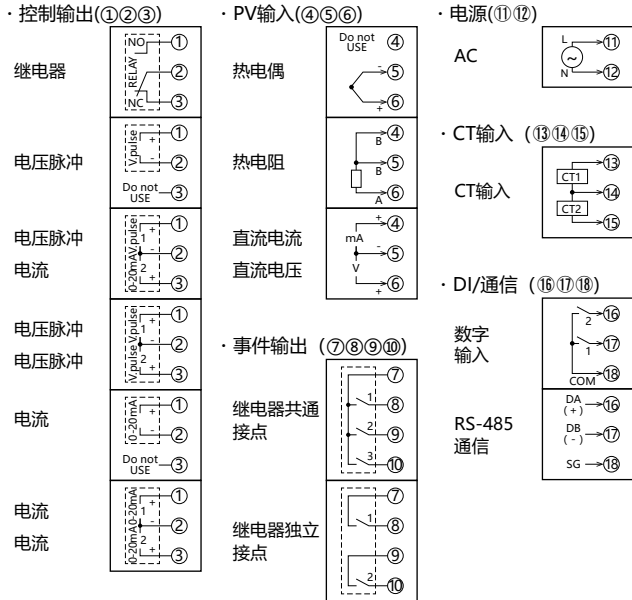 · 控制输出(①②③)
继电器
NO
RELAY
NC
①
②
③
电压脉冲
V.pulse
+
-
①
②
Do not
USE
③
电压脉冲
电流
V.pulse
0-20mA
1
+
-
2
+
①
②
③
电压脉冲
电压脉冲
V.pulse
V.pulse
1
+
-
2
+
①
②
③
电流
0-20mA
+
-
①
②
Do not
USE
③
电流
电流
0-20mA
0-20mA
1
+
-
2
+
①
②
③
· PV输入(④⑤⑥)
热电偶
Do not
USE
④
-
⑤
+
⑥
热电阻
B
④
B
⑤
A
⑥
直流电流
直流电压
+
④
mA
-
⑤
V
+
⑥
· 事件输出（⑦⑧⑨⑩)
继电器共通
接点
⑦
1
⑧
2
⑨
3
⑩
继电器独立
接点
⑦
1
⑧
⑨
2
⑩
· 电源(⑪⑫)
AC
L
⑪
~
N
⑫
· CT输入（⑬⑭⑮)
CT输入
⑬
CT1
⑭
CT2
⑮
· DI/通信（⑯⑰⑱)
数字
输入
2
⑯
1
⑰
COM
⑱
RS-485
通信
DA
(+)
⑯
DB
(-)
⑰
SG
⑱